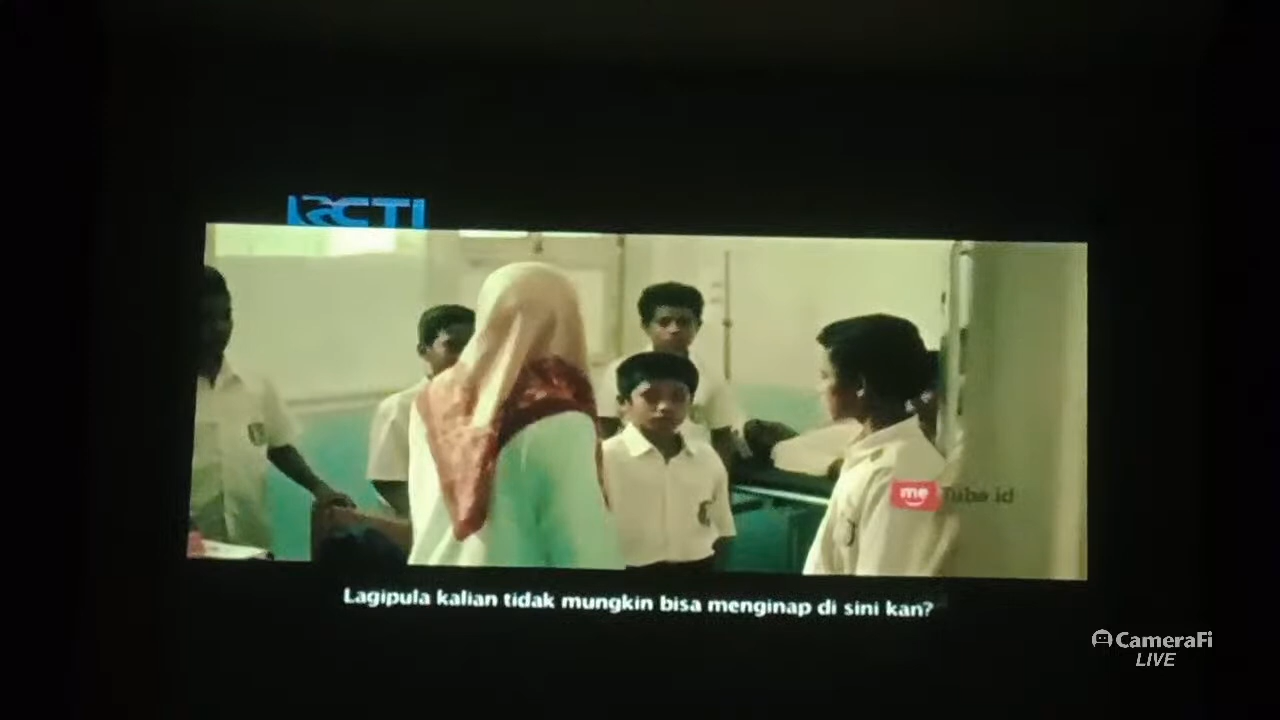 RCTI
me Tube id
Lagipula kalian tidak mungkin bisa menginap di sini kan?
CameraFi
LIVE